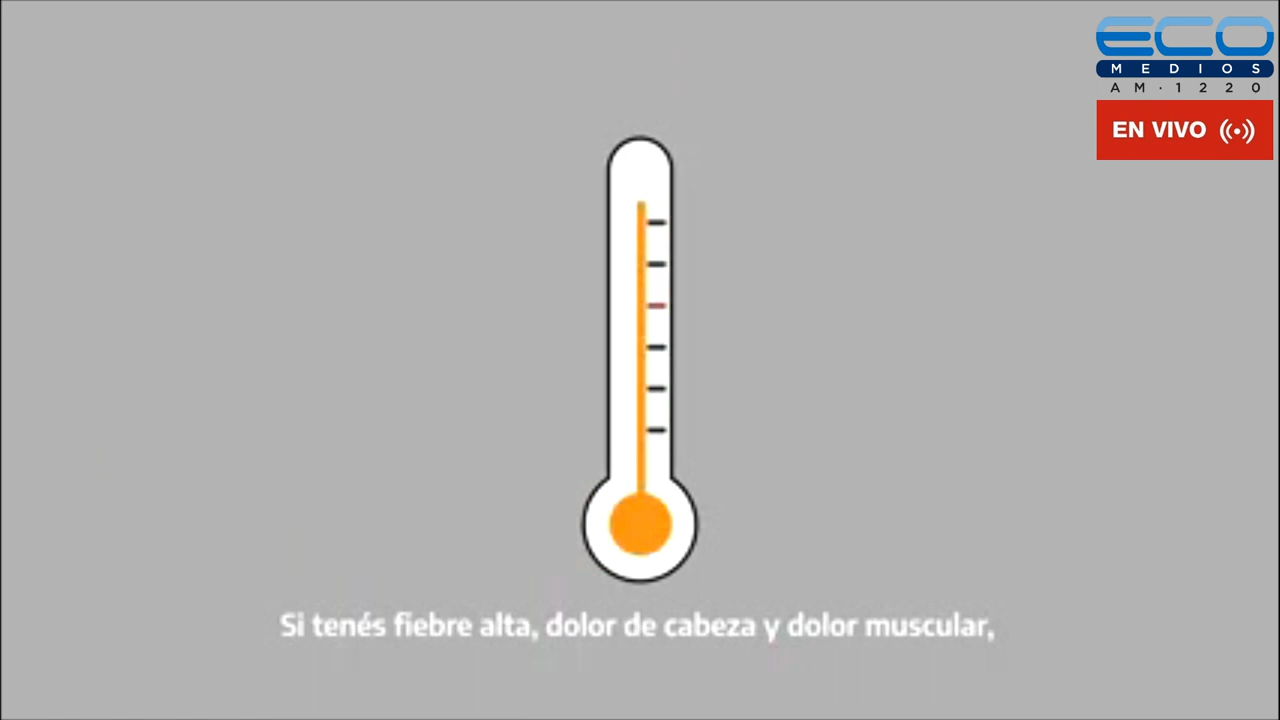 ECO
MEDIOS
AM·1220
EN VIVO
Si tenés fiebre alta, dolor de cabeza y dolor muscular,